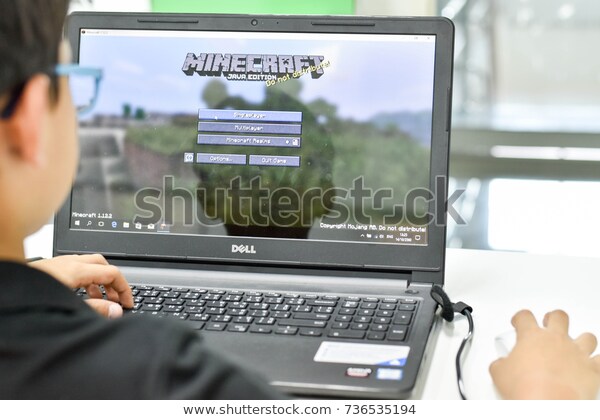 MINECRAFT
JAVA EDITION
Do not distribute!
Singleplayer
Multiplayer
Minecraft Realms
Options...
Quit Game
Minecraft 1.13.2
Copyright Mojang AB. Do not distribute!
DELL
shutterstock
www.shutterstock.com • 736535194